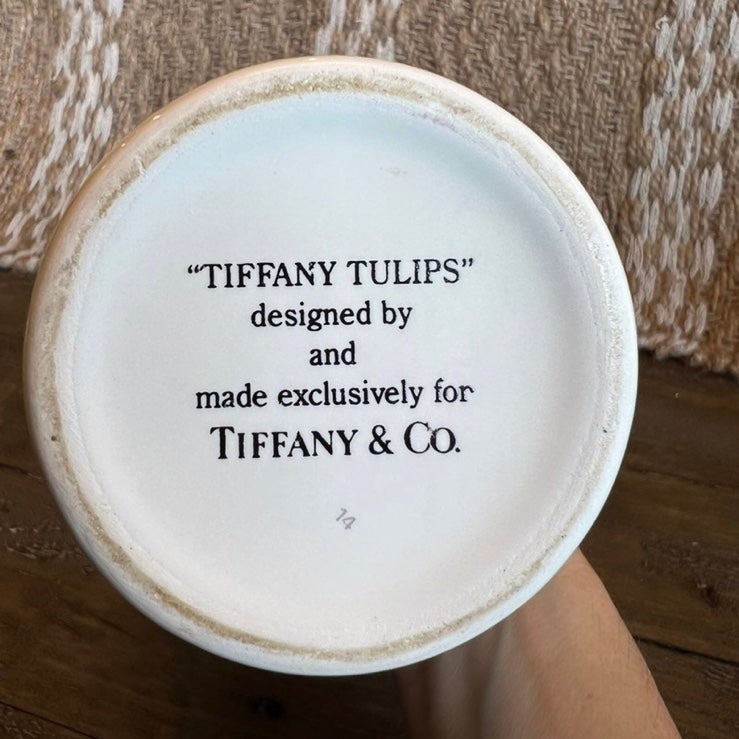 “TIFFANY TULIPS”
designed by
and
made exclusively for
TIFFANY & CO.
14